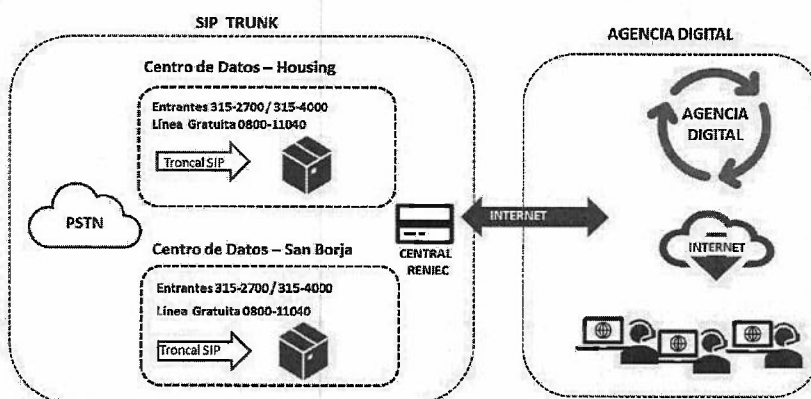 SIP TRUNK
Centro de Datos – Housing
Entrantes 315-2700 / 315-4000
Línea Gratuita 0800-11040
Troncal SIP
PSTN
CENTRAL
RENIEC
Centro de Datos – San Borja
Entrantes 315-2700/ 315-4000
Línea Gratuita 0800-11040
Troncal SIP
INTERNET
AGENCIA DIGITAL
AGENCIA
DIGITAL
INTERNET